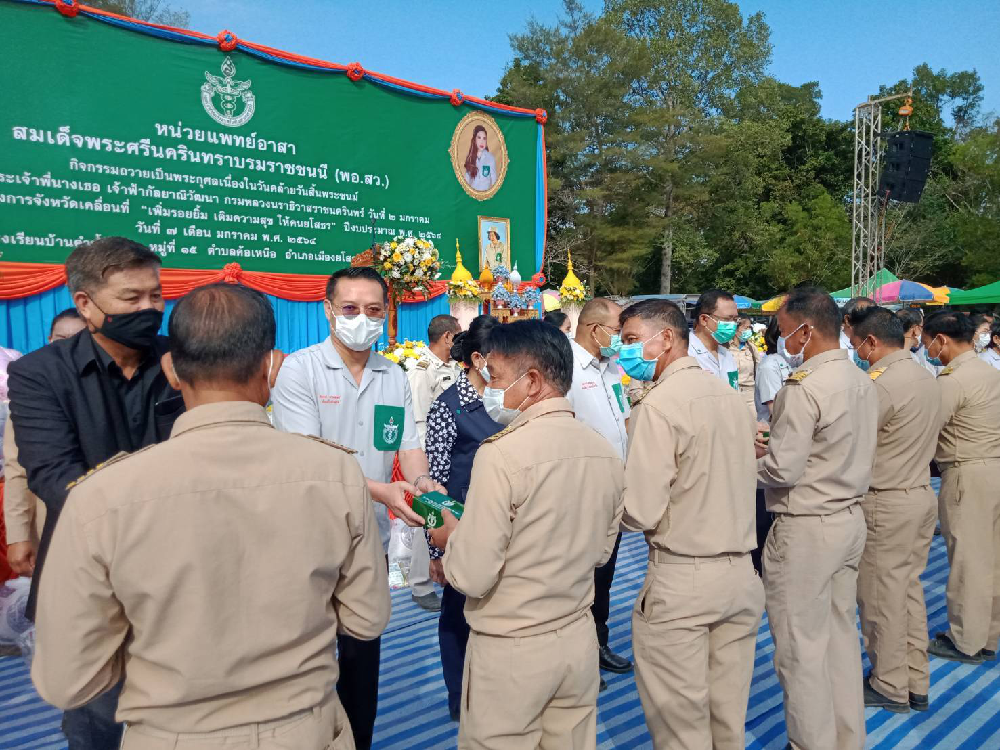 หน่วยแพทย์อาสา
สมเด็จพระศรีนครินทราบรมราชชนนี (พอ.สว.)
กิจกรรมถวายเป็นพระกุศลเนื่องในวันคล้ายวันสิ้นพระชนม์
ระเจ้าพี่นางเธอ เจ้าฟ้ากัลยาณิวัฒนา กรมหลวงนราธิวาสราชนครินทร์ วันที่ ๒ มกราคม
งการจังหวัดเคลื่อนที่ “เพิ่มรอยยิ้ม เติมความสุข ให้คนยโสธร” ปีงบประมาณ พ.ศ. ๒๕๖๔
วันที่ ๗ เดือน มกราคม พ.ศ. ๒๕๖๔
งเรียนบ้านคำ หมู่ที่ ๑๕ ตำบลค้อเหนือ อำเภอเมืองยโส